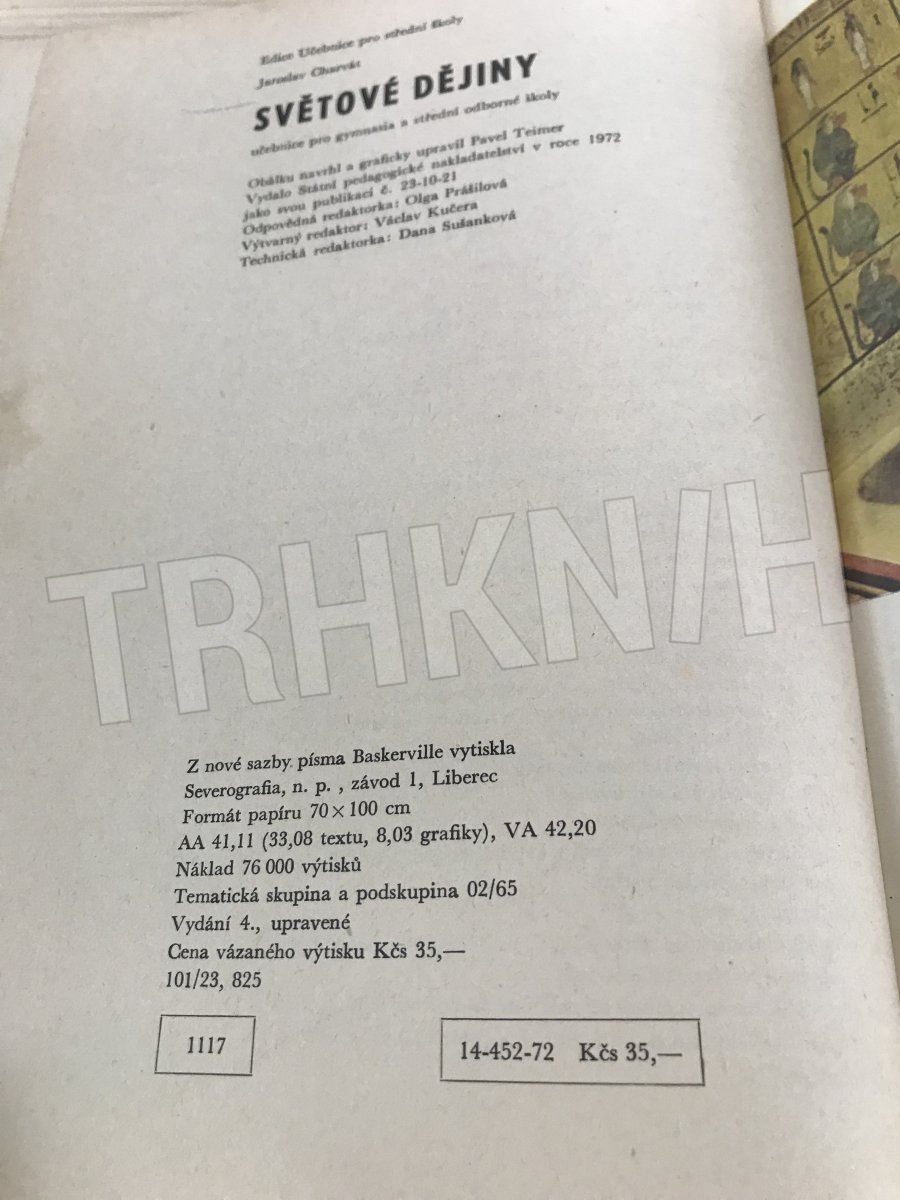 Edice Učebnice pro střední školy
Jaroslav Charvát
SVĚTOVÉ DĚJINY
učebnice pro gymnasia a střední odborné školy
Obálku navrhl a graficky upravil Pavel Teimer
Vydalo Státní pedagogické nakladatelství v roce 1972
jako svou publikaci č. 23-10-21
Odpovědná redaktorka: Olga Prášilová
Výtvarný redaktor: Václav Kučera
Technická redaktorka: Dana Sušanková
TRHKNIH
Z nové sazby písma Baskerville vytiskla
Severografia, n. p. , závod 1, Liberec
Formát papíru 70×100 cm
AA 41,11 (33,08 textu, 8,03 grafiky), VA 42,20
Náklad 76 000 výtisků
Tematická skupina a podskupina 02/65
Vydání 4., upravené
Cena vázaného výtisku Kčs 35,—
101/23, 825
1117
14-452-72 Kčs 35,—